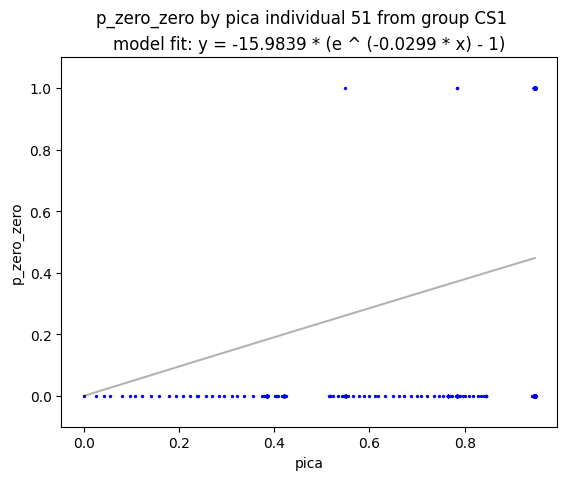 p_zero_zero by pica individual 51 from group CS1
model fit: y = -15.9839 * (e ^ (-0.0299 * x) - 1)
1.0
0.8
0.6
0.4
0.2
0.0
p_zero_zero
0.0 0.2 0.4 0.6 0.8
pica